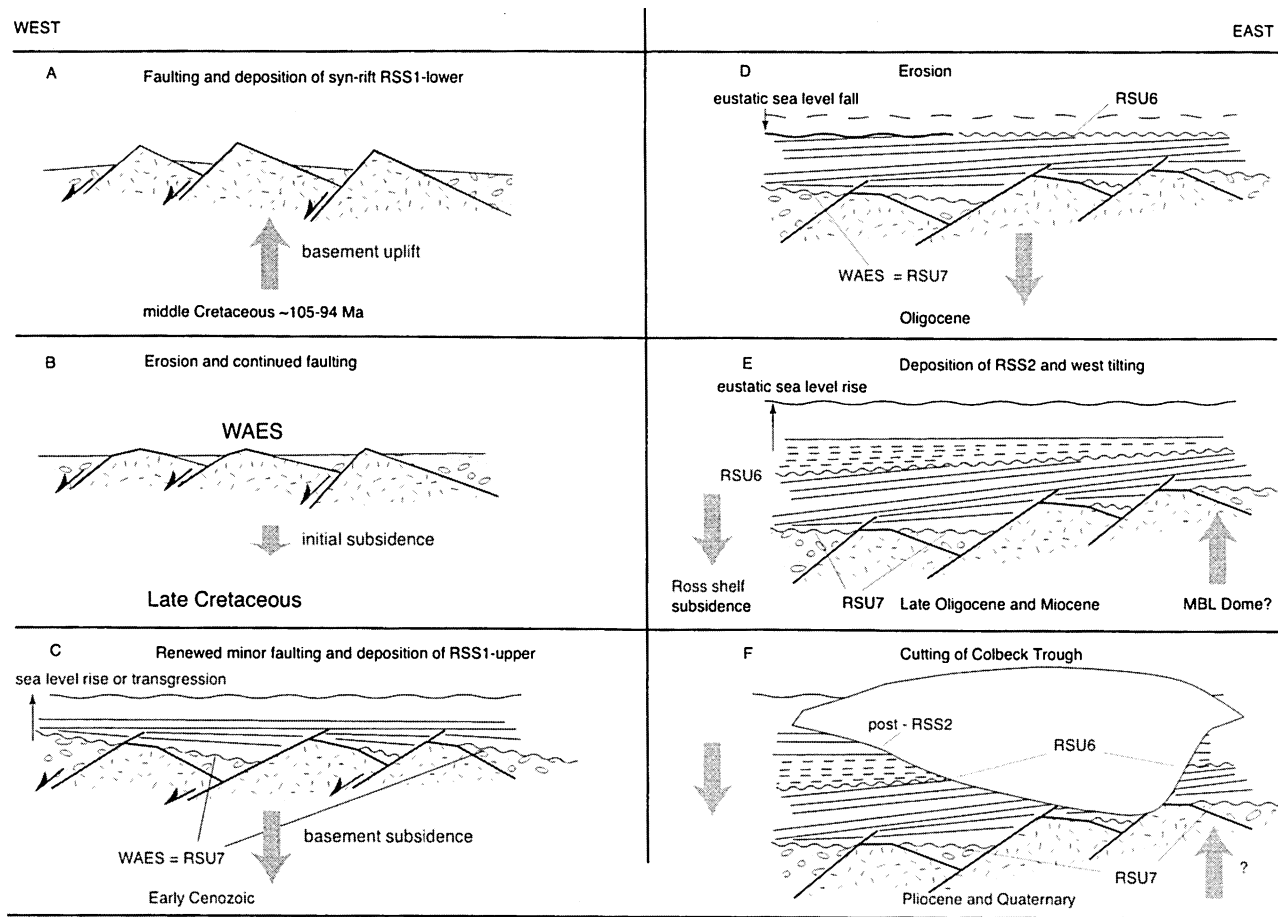 WEST
EAST
A
Faulting and deposition of syn-rift RSS1-lower
basement uplift
middle Cretaceous ~105-94 Ma
B
Erosion and continued faulting
WAES
initial subsidence
Late Cretaceous
C
Renewed minor faulting and deposition of RSS1-upper
sea level rise or transgression
basement subsidence
WAES = RSU7
Early Cenozoic
D
Erosion
eustatic sea level fall
RSU6
WAES = RSU7
Oligocene
E
Deposition of RSS2 and west tilting
eustatic sea level rise
RSU6
Ross shelf
subsidence
RSU7
Late Oligocene and Miocene
MBL Dome?
F
Cutting of Colbeck Trough
post - RSS2
RSU6
RSU7
?
Pliocene and Quaternary